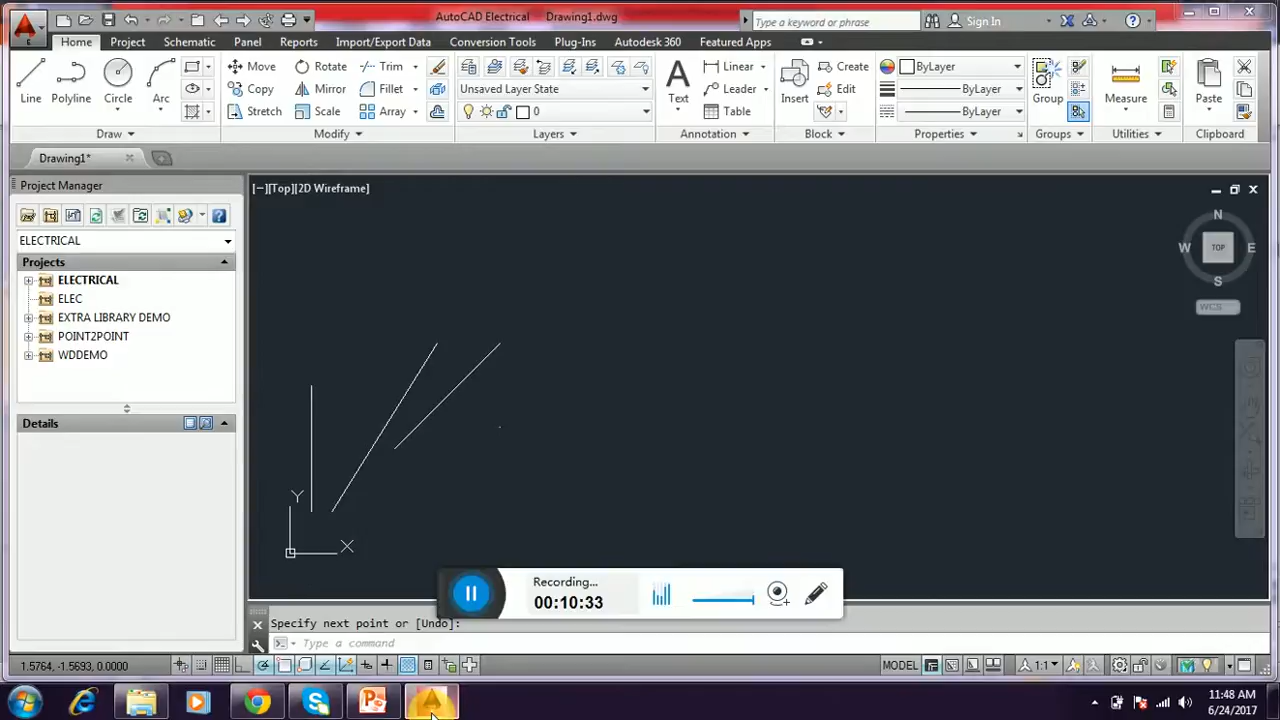 AutoCAD Electrical Drawing1.dwg
Type a keyword or phrase
Sign In
Home Project Schematic Panel Reports Import/Export Data Conversion Tools Plug-Ins Autodesk 360 Featured Apps
Line Polyline Circle Arc
Move Rotate Trim
Copy Mirror Fillet
Stretch Scale Array
Unsaved Layer State
0
Text
Linear
Leader
Table
Insert
Create
Edit
ByLayer
ByLayer
ByLayer
Group
Measure
Paste
Draw Modify Layers Annotation Block Properties Groups Utilities Clipboard
Drawing1*
Project Manager
ELECTRICAL
Projects
ELECTRICAL
ELEC
EXTRA LIBRARY DEMO
POINT2POINT
WDDEMO
Details
[−][Top][2D Wireframe]
N
W TOP E
S
WCS
Y
X
Recording...
00:10:33
Specify next point or [Undo]:
Type a command
1.5764, -1.5693, 0.0000
MODEL
1:1
11:48 AM
6/24/2017